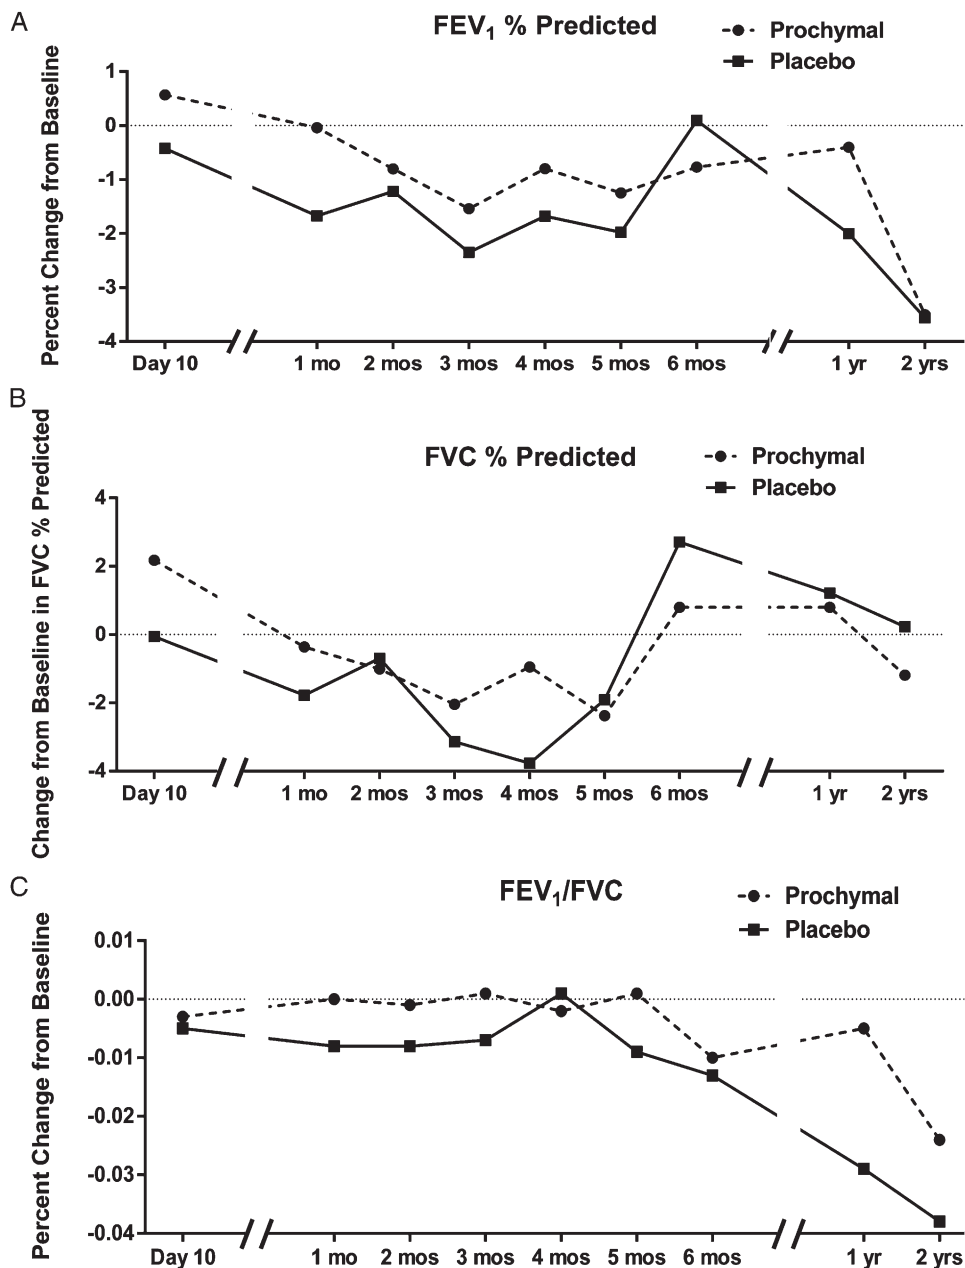 A
FEV1 % Predicted
Prochymal
Placebo
Percent Change from Baseline
1
0
-1
-2
-3
-4
Day 10 1 mo 2 mos 3 mos 4 mos 5 mos 6 mos 1 yr 2 yrs
B
FVC % Predicted
Prochymal
Placebo
Change from Baseline in FVC % Predicted
4
2
0
-2
-4
Day 10 1 mo 2 mos 3 mos 4 mos 5 mos 6 mos 1 yr 2 yrs
C
FEV1/FVC
Prochymal
Placebo
Percent Change from Baseline
0.01
0.00
-0.01
-0.02
-0.03
-0.04
Day 10 1 mo 2 mos 3 mos 4 mos 5 mos 6 mos 1 yr 2 yrs